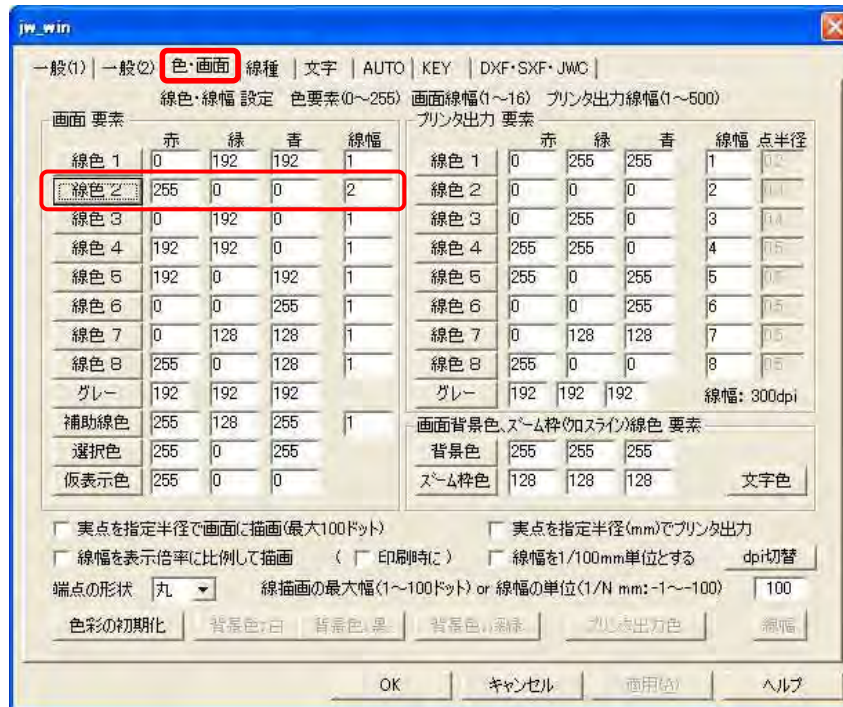 jw_win
一般(1) 一般(2) 色・画面 線種 文字 AUTO KEY DXF・SXF・JWC
線色・線幅 設定 色要素(0～255) 画面線幅(1～16) プリンタ出力線幅(1～500)
画面 要素
赤 緑 青 線幅
線色 1 0 192 192 1
線色 2 255 0 0 2
線色 3 0 192 0 1
線色 4 192 192 0 1
線色 5 192 0 192 1
線色 6 0 0 255 1
線色 7 0 128 128 1
線色 8 255 0 128 1
グレー 192 192 192
補助線色 255 128 255 1
選択色 255 0 255
仮表示色 255 0 0
プリンタ出力 要素
赤 緑 青 線幅 点半径
線色 1 0 255 255 1
線色 2 0 0 0 2
線色 3 0 255 0 3
線色 4 255 255 0 4 0.5
線色 5 255 0 255 5 0.5
線色 6 0 0 255 6 0.5
線色 7 0 128 128 7 0.5
線色 8 255 0 0 8 0.5
グレー 192 192 192 線幅: 300dpi
画面背景色、ズーム枠(クロスライン)線色 要素
背景色 255 255 255
ズーム枠色 128 128 128 文字色
実点を指定半径で画面に描画(最大100ドット) 実点を指定半径(mm)でプリンタ出力
線幅を表示倍率に比例して描画 ( 印刷時に ) 線幅を1/100mm単位とする dpi切替
端点の形状 丸 線描画の最大幅(1～100ドット) or 線幅の単位(1/N mm:-1～-100) 100
色彩の初期化 背景色:白 背景色:黒 背景色:深緑 プリンタ出力色 線幅
OK キャンセル 適用(A) ヘルプ